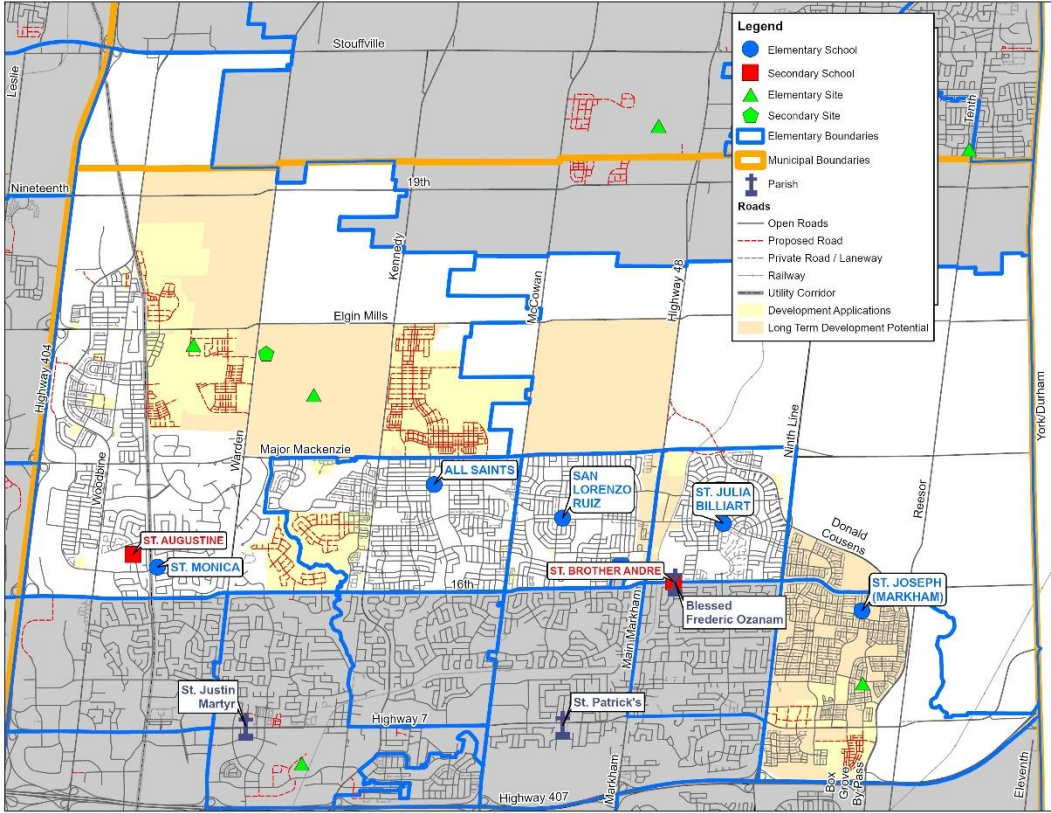 Stouffville
Leslie
Legend
Elementary School
Secondary School
Elementary Site
Secondary Site
Elementary Boundaries
Municipal Boundaries
Parish
Roads
Open Roads
Proposed Road
Private Road / Laneway
Railway
Utility Corridor
Development Applications
Long Term Development Potential
Tenth
Nineteenth
19th
Kennedy
McCowan
Highway 48
Elgin Mills
Highway 404
York/Durham
Woodbine
Warden
Major Mackenzie
Ninth Line
Reesor
ALL SAINTS
SAN
LORENZO
RUIZ
ST. JULIA
BILLIART
Donald
Cousens
ST. AUGUSTINE
ST. MONICA
16th
ST. BROTHER ANDRE
ST. JOSEPH
(MARKHAM)
Blessed
Frederic Ozanam
Main Markham
St. Justin
Martyr
Highway 7
St. Patrick's
Markham
Highway 407
Box
Grove
By Pass
Eleventh